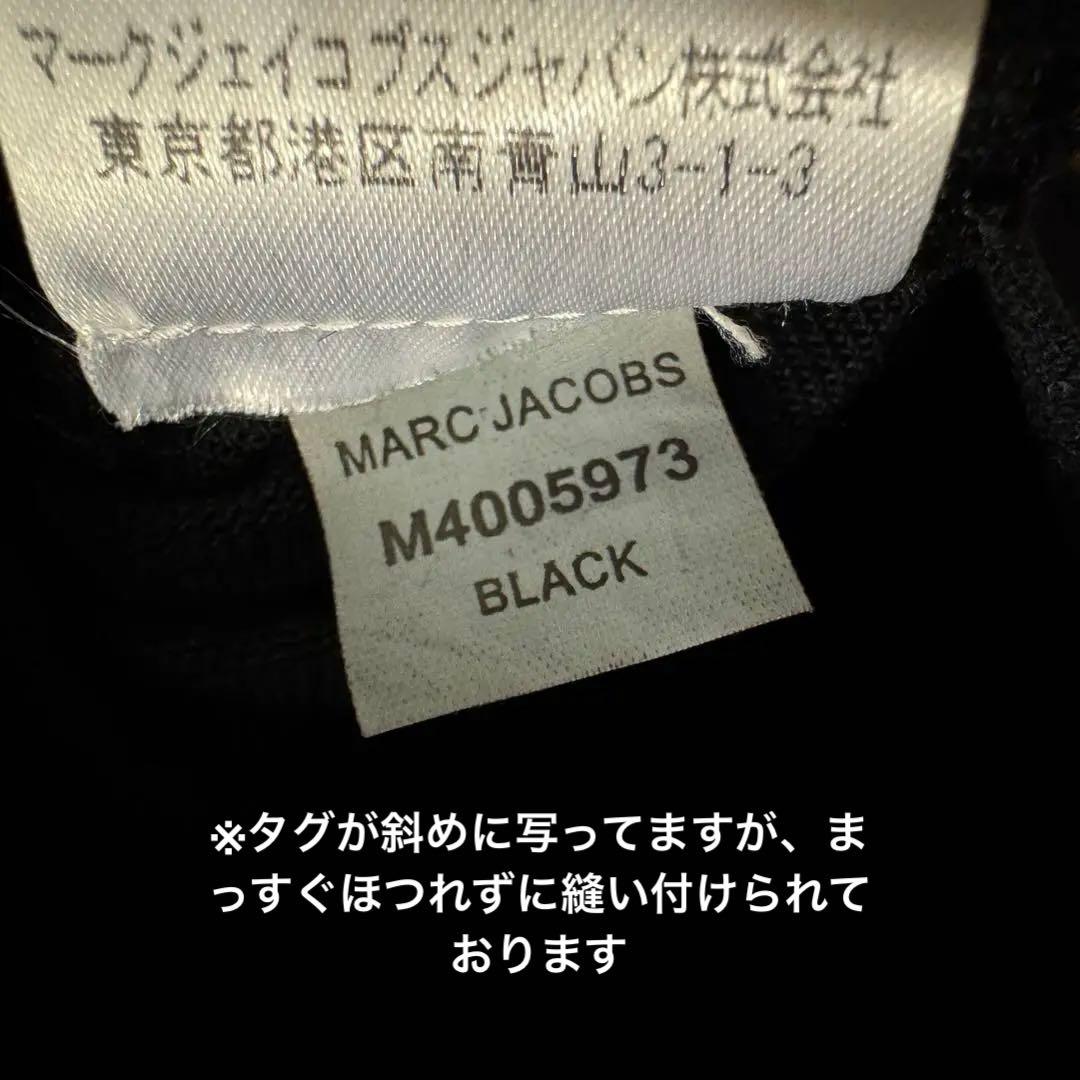 マークジェイコブスジャパン株式会社
東京都港区南青山3-1-3
MARC JACOBS
M4005973
BLACK
※タグが斜めに写ってますが、ま
っすぐほつれずに縫い付けられて
おります